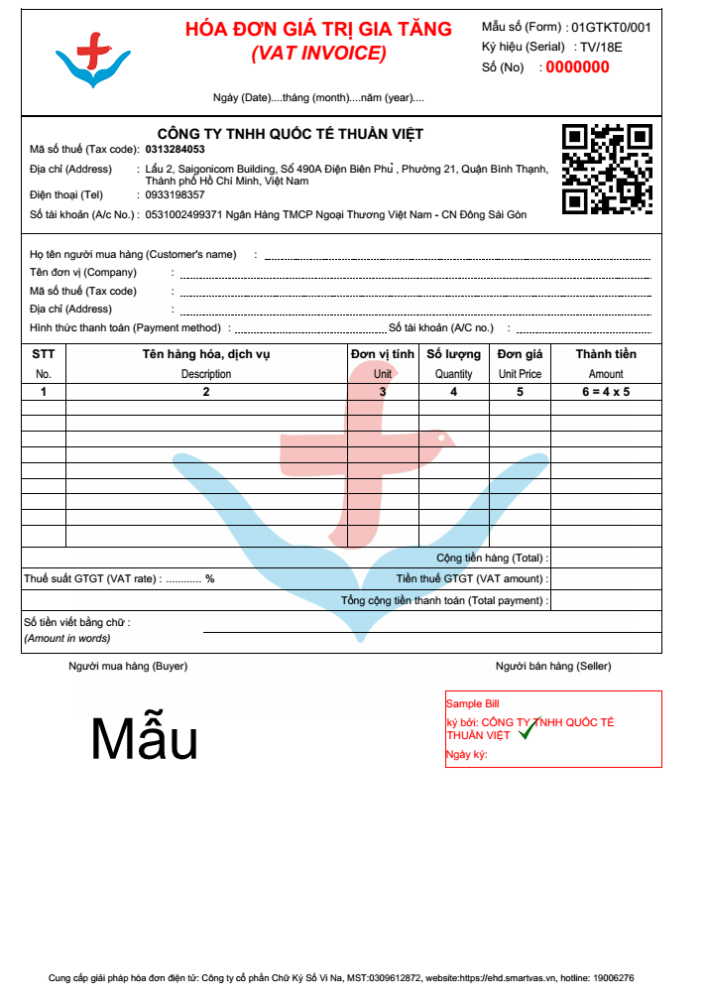 HÓA ĐƠN GIÁ TRỊ GIA TĂNG
(VAT INVOICE)
Mẫu số (Form) : 01GTKT0/001
Ký hiệu (Serial) : TV/18E
Số (No) : 0000000
Ngày (Date)....tháng (month)....năm (year)....
CÔNG TY TNHH QUỐC TẾ THUẦN VIỆT
Mã số thuế (Tax code): 0313284053
Địa chỉ (Address) : Lầu 2, Saigonicom Building, Số 490A Điện Biên Phủ , Phường 21, Quận Bình Thạnh,
Thành phố Hồ Chí Minh, Việt Nam
Điện thoại (Tel) : 0933198357
Số tài khoản (A/c No.) : 0531002499371 Ngân Hàng TMCP Ngoại Thương Việt Nam - CN Đông Sài Gòn
Họ tên người mua hàng (Customer's name) :
Tên đơn vị (Company) :
Mã số thuế (Tax code) :
Địa chỉ (Address) :
Hình thức thanh toán (Payment method) : Số tài khoản (A/C no.) :
STT Tên hàng hóa, dịch vụ Đơn vị tính Số lượng Đơn giá Thành tiền
No. Description Unit Quantity Unit Price Amount
1 2 3 4 5 6 = 4 x 5
Cộng tiền hàng (Total) :
Thuế suất GTGT (VAT rate) : ............ % Tiền thuế GTGT (VAT amount) :
Tổng cộng tiền thanh toán (Total payment) :
Số tiền viết bằng chữ :
(Amount in words)
Người mua hàng (Buyer) Người bán hàng (Seller)
Mẫu
Sample Bill
ký bởi: CÔNG TY TNHH QUỐC TẾ
THUẦN VIỆT
Ngày ký:
Cung cấp giải pháp hóa đơn điện tử: Công ty cổ phần Chữ Ký Số Vi Na, MST:0309612872, website:https://ehd.smartvas.vn, hotline: 19006276